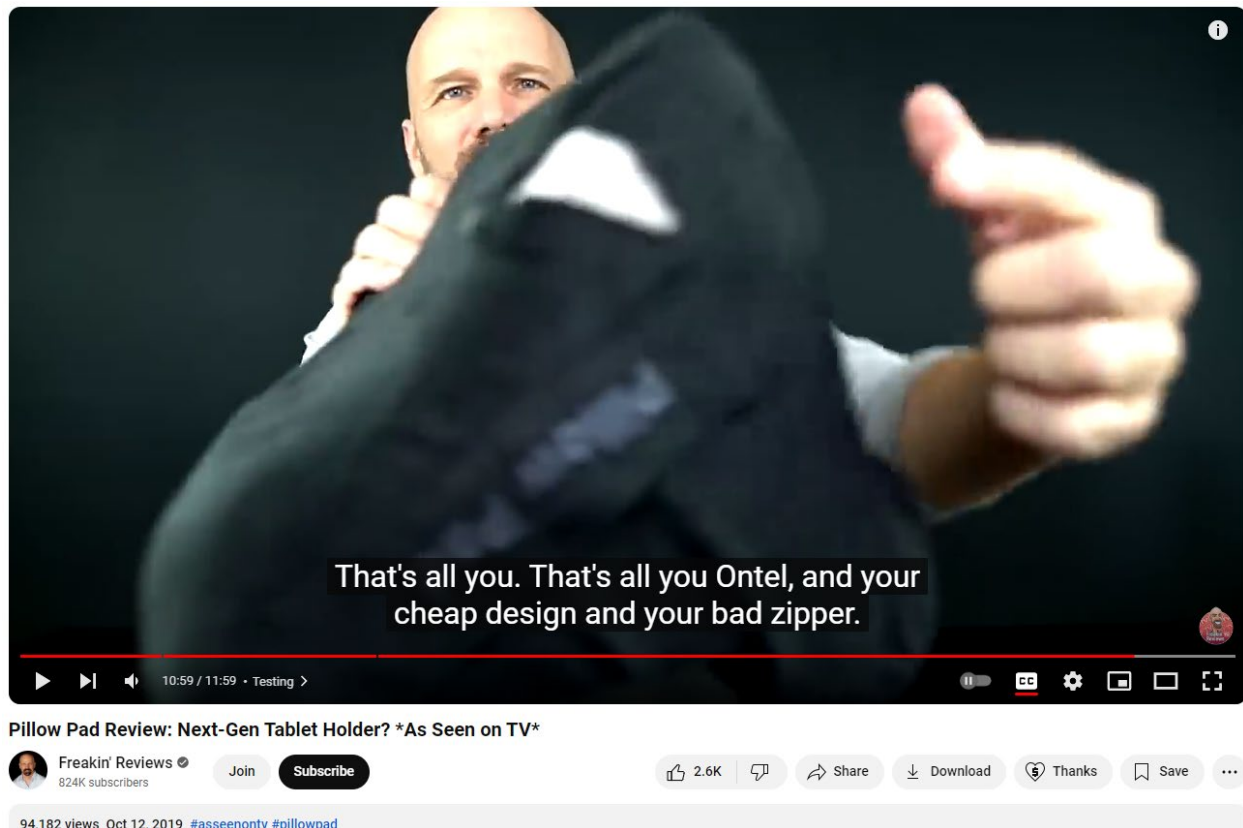 That's all you. That's all you Ontel, and your
cheap design and your bad zipper.
10:59 / 11:59 • Testing >
CC
Pillow Pad Review: Next-Gen Tablet Holder? *As Seen on TV*
Freakin' Reviews
824K subscribers
Join
Subscribe
2.6K
Share
Download
Thanks
Save
94,182 views Oct 12, 2019 #asseenontv #pillowpad